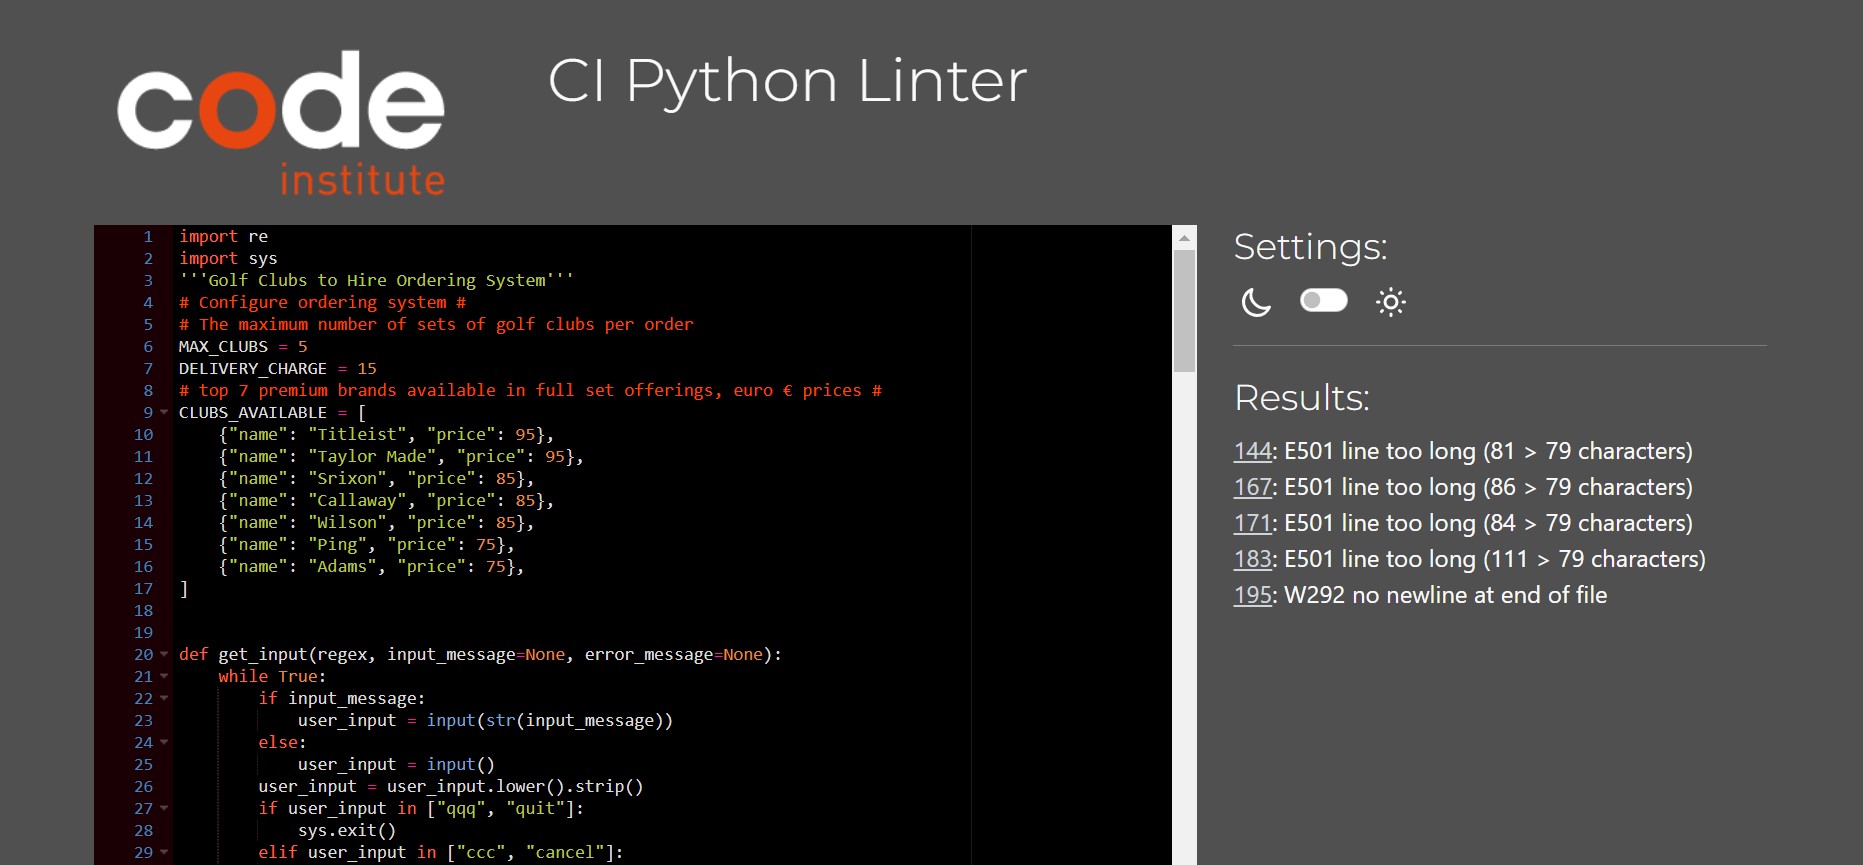 code
institute
CI Python Linter
1 import re
2 import sys
3 '''Golf Clubs to Hire Ordering System'''
4 # Configure ordering system #
5 # The maximum number of sets of golf clubs per order
6 MAX_CLUBS = 5
7 DELIVERY_CHARGE = 15
8 # top 7 premium brands available in full set offerings, euro € prices #
9 CLUBS_AVAILABLE = [
10     {"name": "Titleist", "price": 95},
11     {"name": "Taylor Made", "price": 95},
12     {"name": "Srixon", "price": 85},
13     {"name": "Callaway", "price": 85},
14     {"name": "Wilson", "price": 85},
15     {"name": "Ping", "price": 75},
16     {"name": "Adams", "price": 75},
17 ]
18
19
20 def get_input(regex, input_message=None, error_message=None):
21     while True:
22         if input_message:
23             user_input = input(str(input_message))
24         else:
25             user_input = input()
26         user_input = user_input.lower().strip()
27         if user_input in ["qqq", "quit"]:
28             sys.exit()
29         elif user_input in ["ccc", "cancel"]:
Settings:
Results:
144: E501 line too long (81 > 79 characters)
167: E501 line too long (86 > 79 characters)
171: E501 line too long (84 > 79 characters)
183: E501 line too long (111 > 79 characters)
195: W292 no newline at end of file